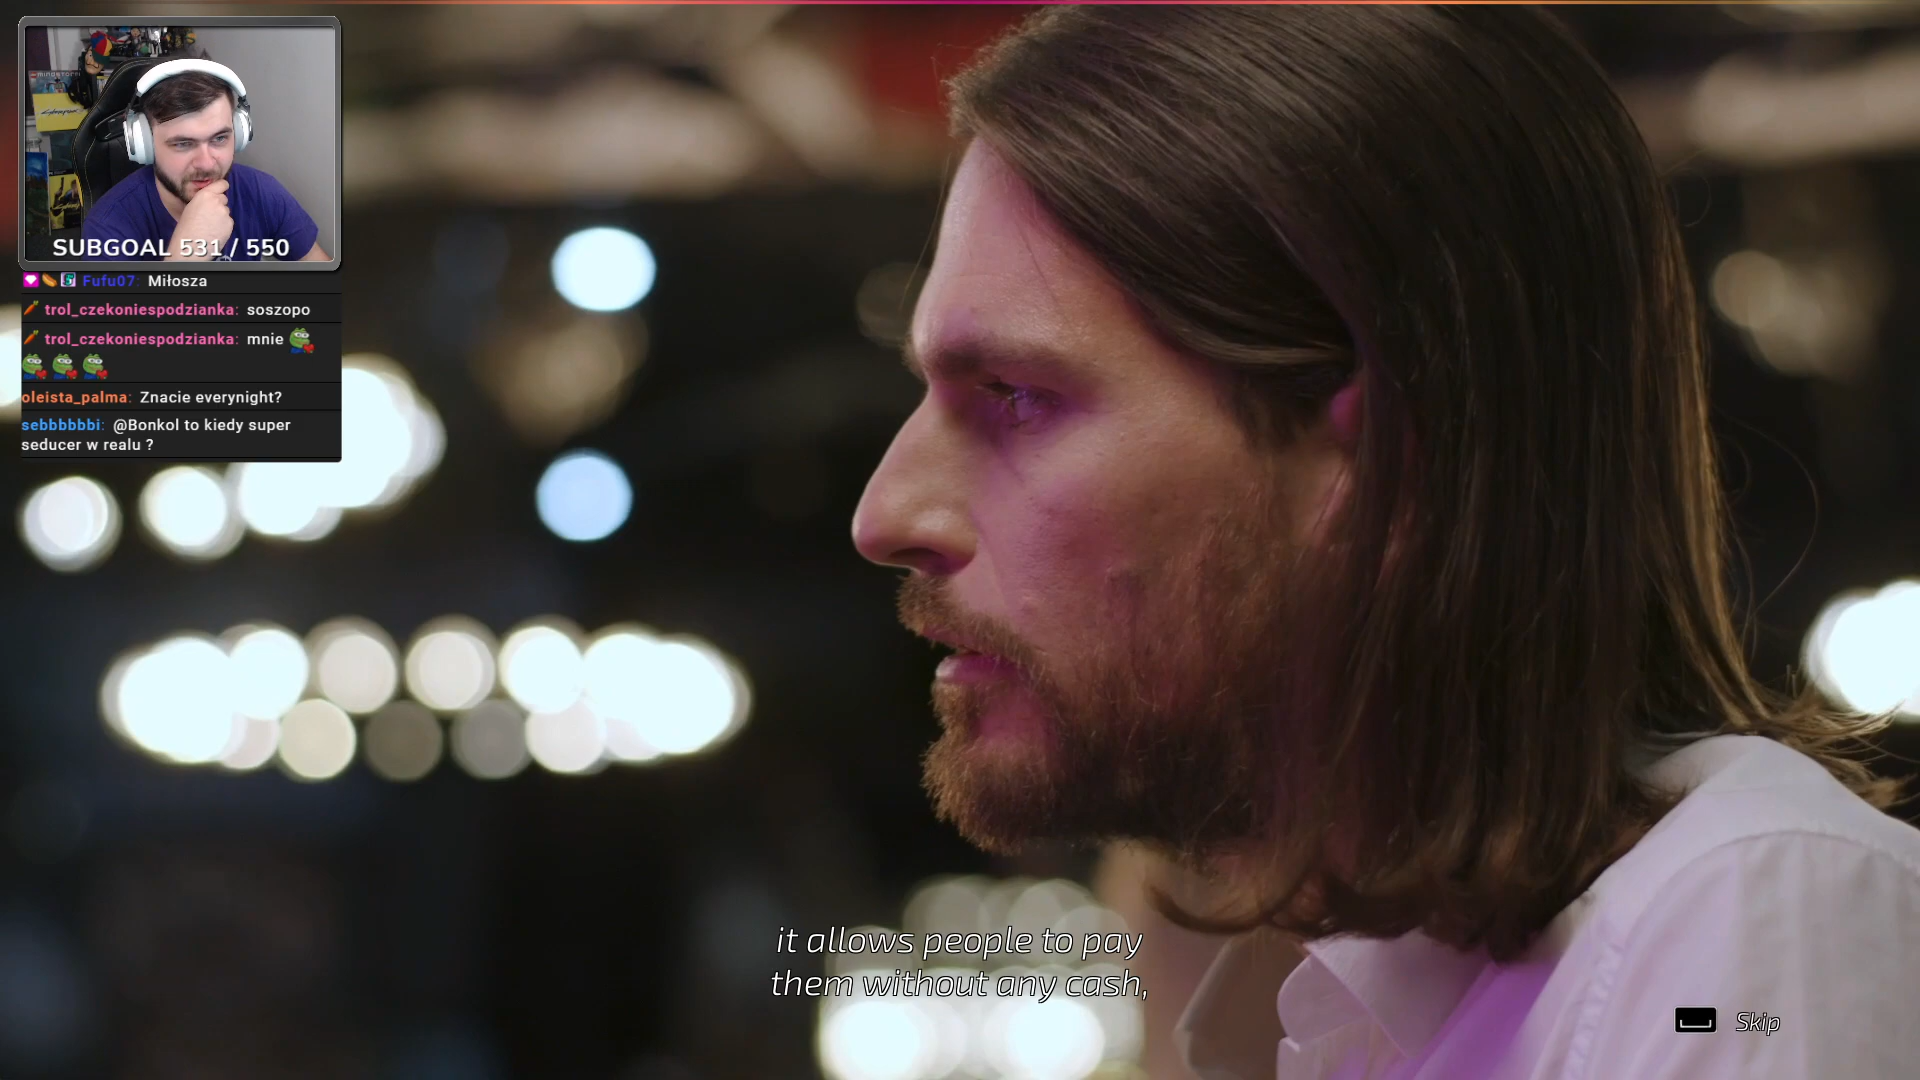 SUBGOAL 531 / 550
Fufu07: Miłosza
trol_czekoniespodzianka: soszopo
trol_czekoniespodzianka: mnie
oleista_palma: Znacie everynight?
sebbbbbbi: @Bonkol to kiedy super
seducer w realu ?
it allows people to pay
them without any cash,
Skip